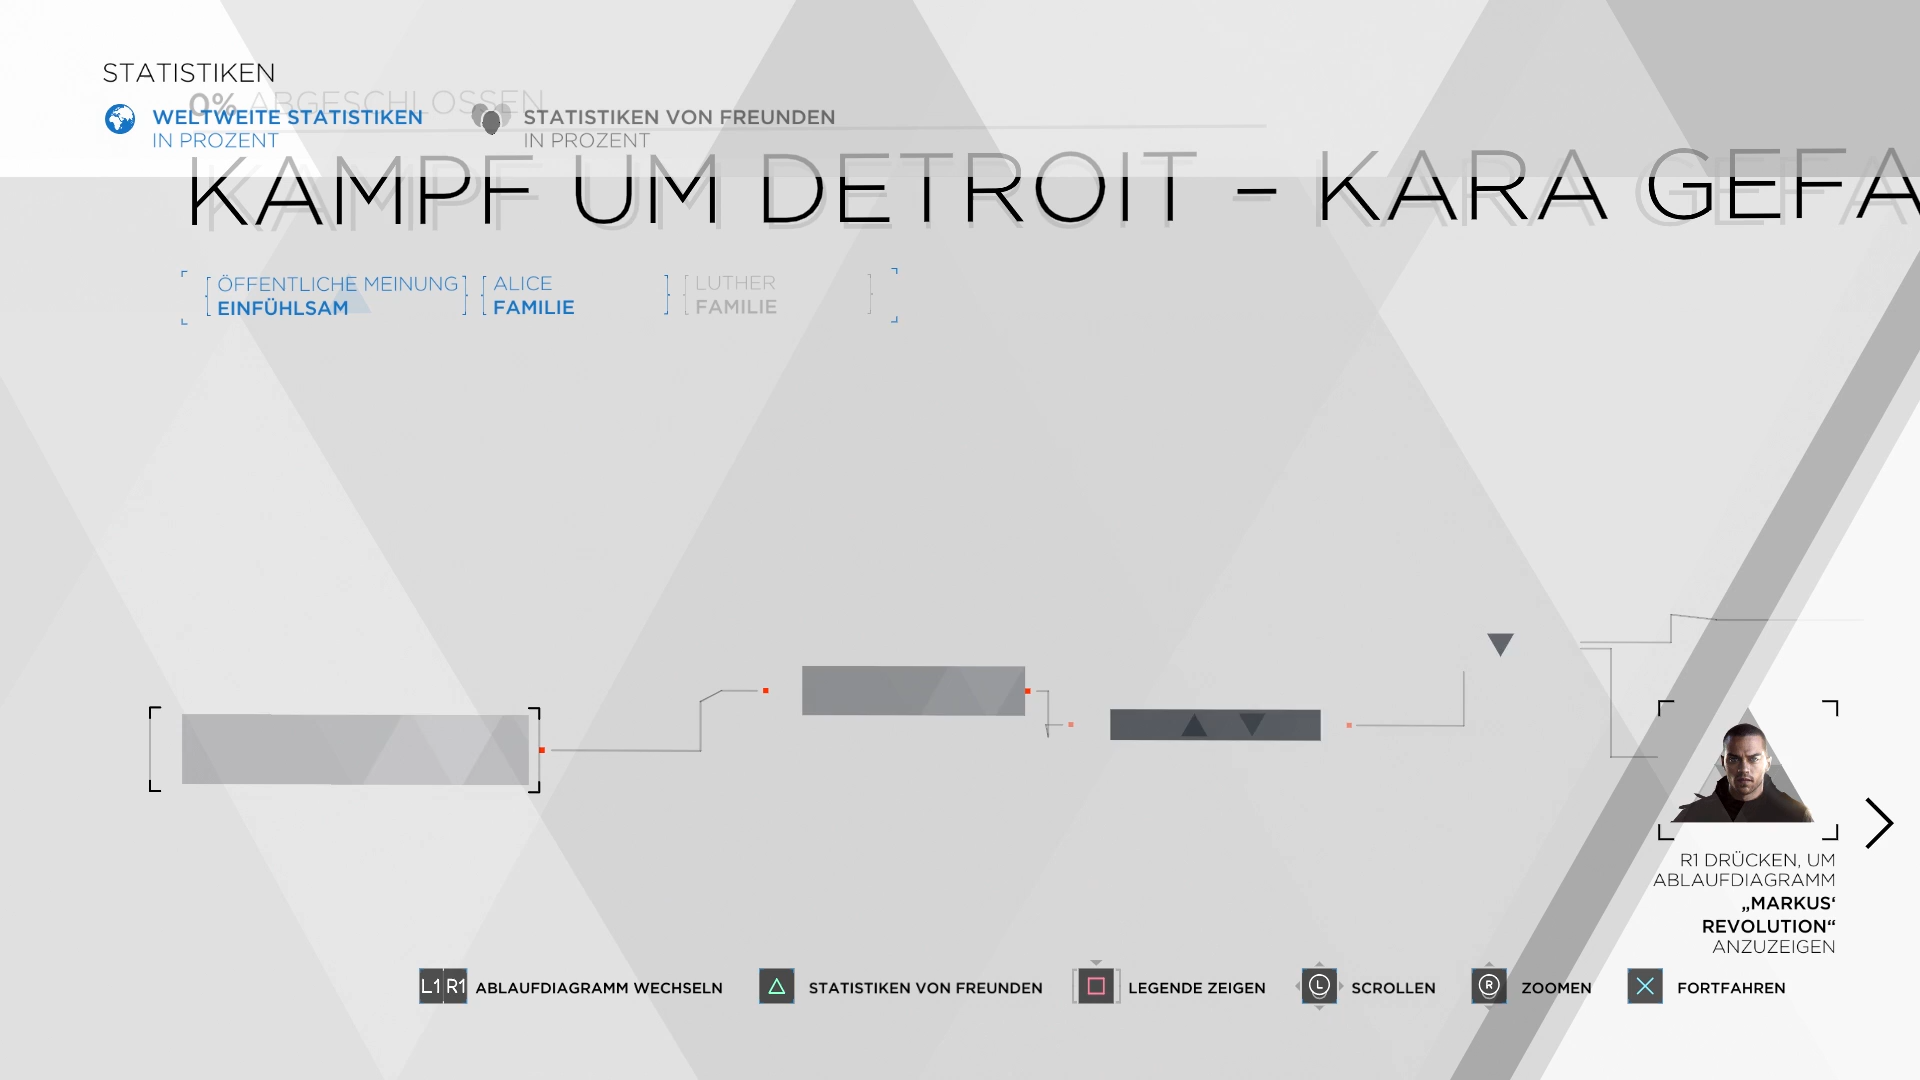 STATISTIKEN
0% ABGESCHLOSSEN
WELTWEITE STATISTIKEN
IN PROZENT
STATISTIKEN VON FREUNDEN
IN PROZENT
KAMPF UM DETROIT – KARA GEFA
ÖFFENTLICHE MEINUNG
EINFÜHLSAM
ALICE
FAMILIE
LUTHER
FAMILIE
R1 DRÜCKEN, UM
ABLAUFDIAGRAMM
„MARKUS‘
REVOLUTION“
ANZUZEIGEN
L1 R1 ABLAUFDIAGRAMM WECHSELN
STATISTIKEN VON FREUNDEN
LEGENDE ZEIGEN
L SCROLLEN
R ZOOMEN
FORTFAHREN